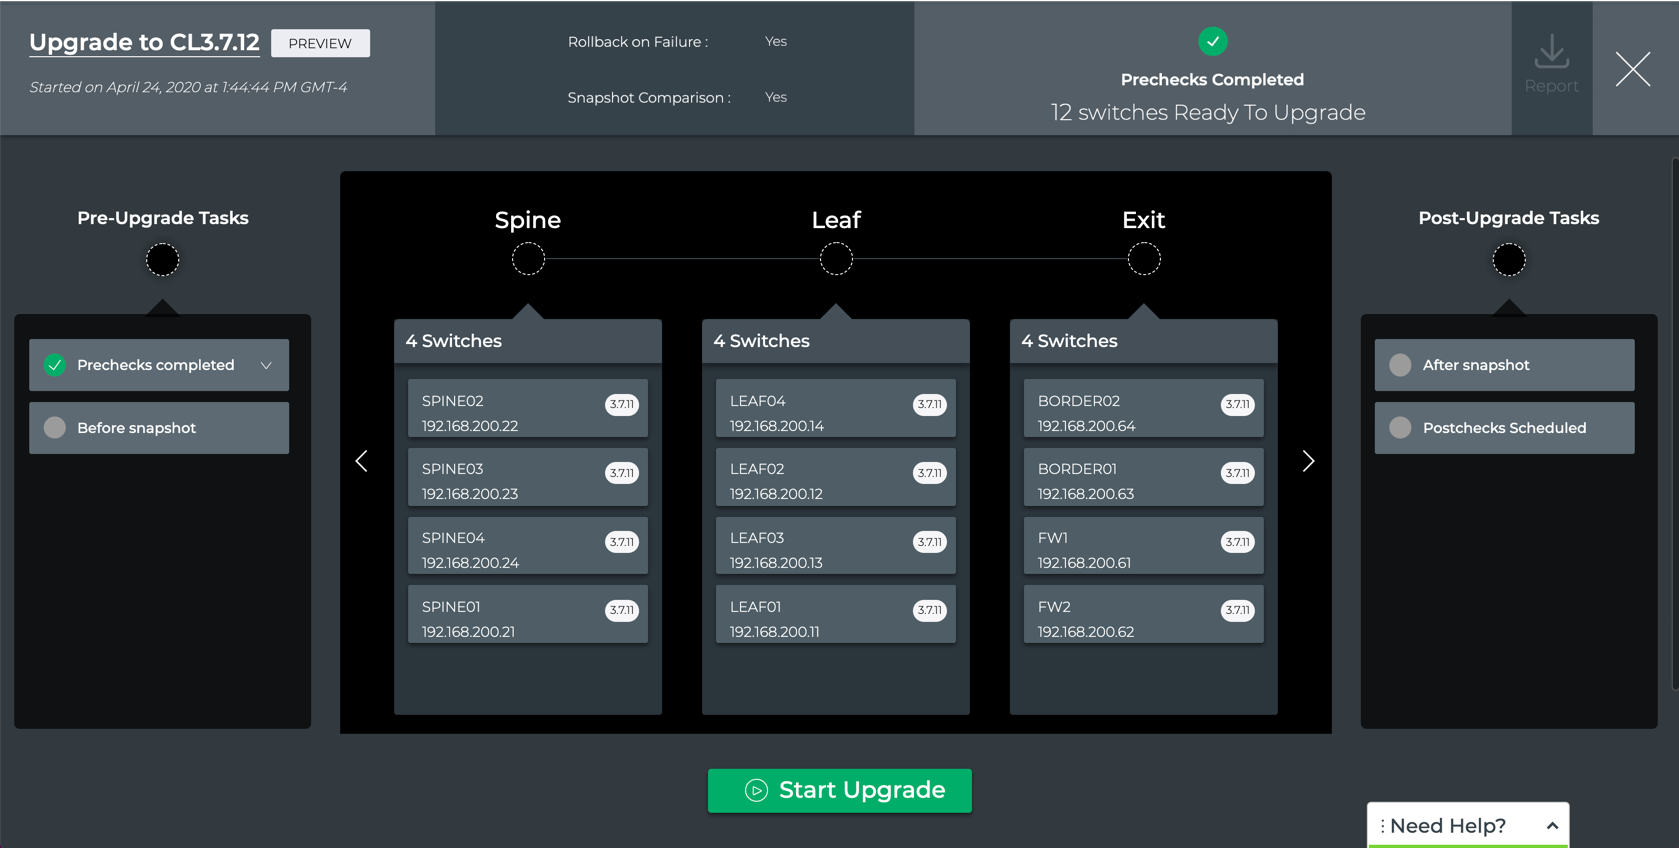 Upgrade to CL3.7.12
PREVIEW
Started on April 24, 2020 at 1:44:44 PM GMT-4
Rollback on Failure : Yes
Snapshot Comparison : Yes
Prechecks Completed
12 switches Ready To Upgrade
Report
Pre-Upgrade Tasks
Prechecks completed
Before snapshot
Spine
4 Switches
SPINE02
3.7.11
192.168.200.22
SPINE03
3.7.11
192.168.200.23
SPINE04
3.7.11
192.168.200.24
SPINE01
3.7.11
192.168.200.21
Leaf
4 Switches
LEAF04
3.7.11
192.168.200.14
LEAF02
3.7.11
192.168.200.12
LEAF03
3.7.11
192.168.200.13
LEAF01
3.7.11
192.168.200.11
Exit
4 Switches
BORDER02
3.7.11
192.168.200.64
BORDER01
3.7.11
192.168.200.63
FW1
3.7.11
192.168.200.61
FW2
3.7.11
192.168.200.62
Post-Upgrade Tasks
After snapshot
Postchecks Scheduled
Start Upgrade
Need Help?